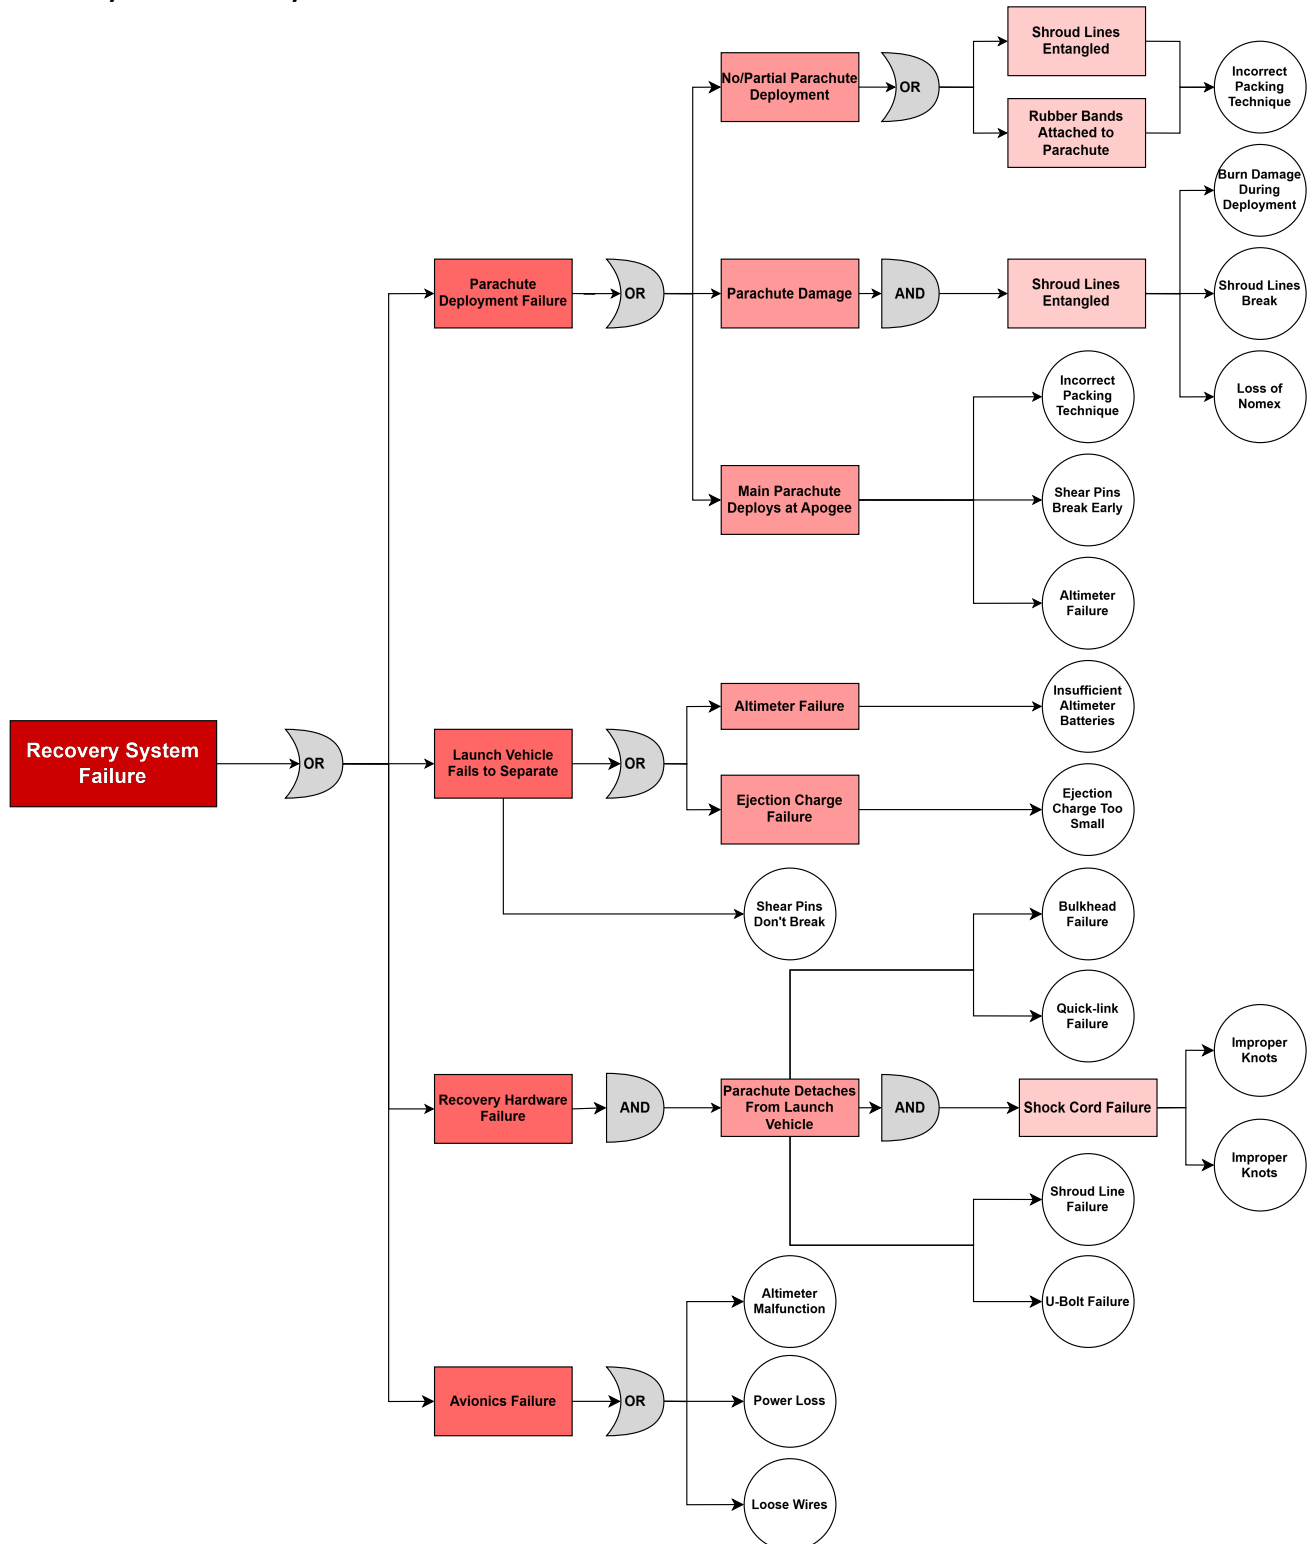 Shroud Lines
Entangled
No/Partial Parachute
Deployment
OR
Rubber Bands
Attached to
Parachute
Incorrect
Packing
Technique
Burn Damage
During
Deployment
Parachute
Deployment Failure
OR
Parachute Damage
AND
Shroud Lines
Entangled
Shroud Lines
Break
Loss of
Nomex
Incorrect
Packing
Technique
Main Parachute
Deploys at Apogee
Shear Pins
Break Early
Altimeter
Failure
Recovery System
Failure
OR
Launch Vehicle
Fails to Separate
OR
Altimeter Failure
Insufficient
Altimeter
Batteries
Ejection Charge
Failure
Ejection
Charge Too
Small
Shear Pins
Don't Break
Bulkhead
Failure
Quick-link
Failure
Recovery Hardware
Failure
AND
Parachute Detaches
From Launch
Vehicle
AND
Shock Cord Failure
Improper
Knots
Improper
Knots
Shroud Line
Failure
U-Bolt Failure
Avionics Failure
OR
Altimeter
Malfunction
Power Loss
Loose Wires